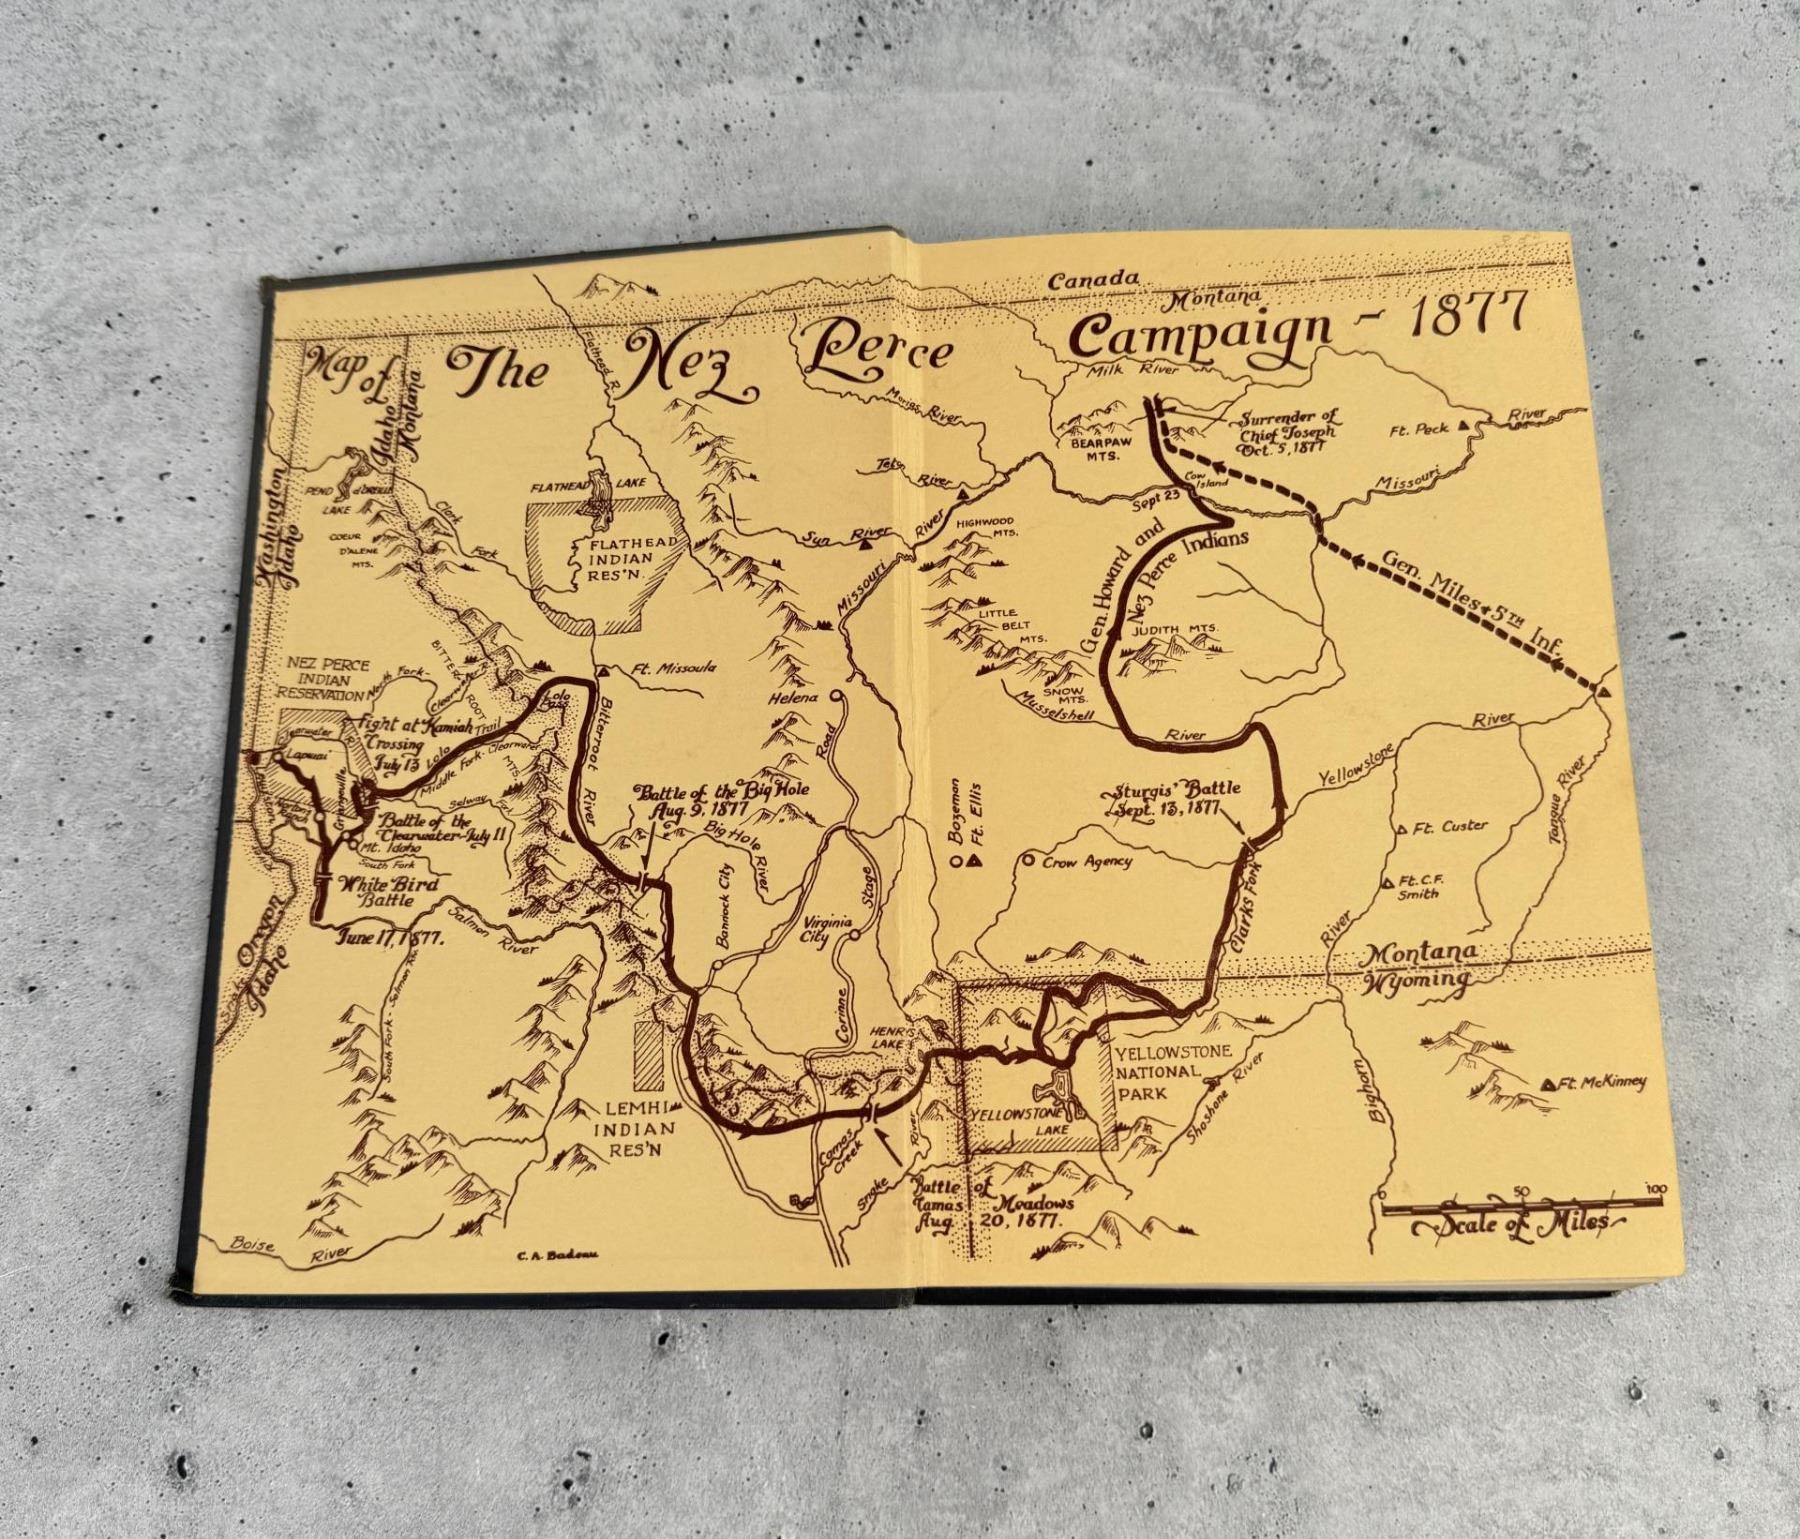 Map of The Nez Perce Campaign - 1877
Canada
Montana
Idaho
Montana
Washington
Idaho
Flathead R.
Milk River
Marias River
Teton River
Sun River
River
Missouri
BEARPAW
MTS.
Surrender of
Chief Joseph
Oct. 5, 1877
Ft. Peck
River
Missouri
Cow
Island
Sept 23
PEND d'OREILLE
LAKE
COEUR
D'ALENE
MTS.
Clark
Fork
FLATHEAD LAKE
FLATHEAD
INDIAN
RES'N.
HIGHWOOD
MTS.
LITTLE
BELT
MTS.
Gen. Howard and
Nez Perce Indians
JUDITH MTS.
SNOW
MTS.
Gen. Miles & 5TH Inf.
NEZ PERCE
INDIAN
RESERVATION
North Fork
Clearwater
BITTER
ROOT
MTS.
Lolo
Pass
Ft. Missoula
Bitterroot
River
Helena
Road
Musselshell
River
Fight at Kamiah
Crossing
July 13
Lolo Trail
Middle Fork - Clearwater
Selway
Clearwater
Lapwai
Grangeville
Battle of the
Clearwater-July 11
Mt. Idaho
South Fork
White Bird
Battle
June 17, 1877.
Salmon
River
Battle of the Big Hole
Aug. 9, 1877
Big Hole
River
Bannock City
Virginia
City
Stage
Corinne
Bozeman
Ft. Ellis
Crow Agency
Sturgis' Battle
Sept. 13, 1877
Clarks Fork
Yellowstone
River
Tongue River
Ft. Custer
Ft. C.F.
Smith
River
Bighorn
Montana
Wyoming
Oregon
Idaho
South Fork - Salmon
HENRY'S
LAKE
YELLOWSTONE
NATIONAL
PARK
YELLOWSTONE
LAKE
Shoshone River
Ft. McKinney
LEMHI
INDIAN
RES'N
Camas
Creek
Snake
River
Battle of
Camas Meadows
Aug. 20, 1877.
50
100
Scale of Miles
Boise
River
C. A. Badeau